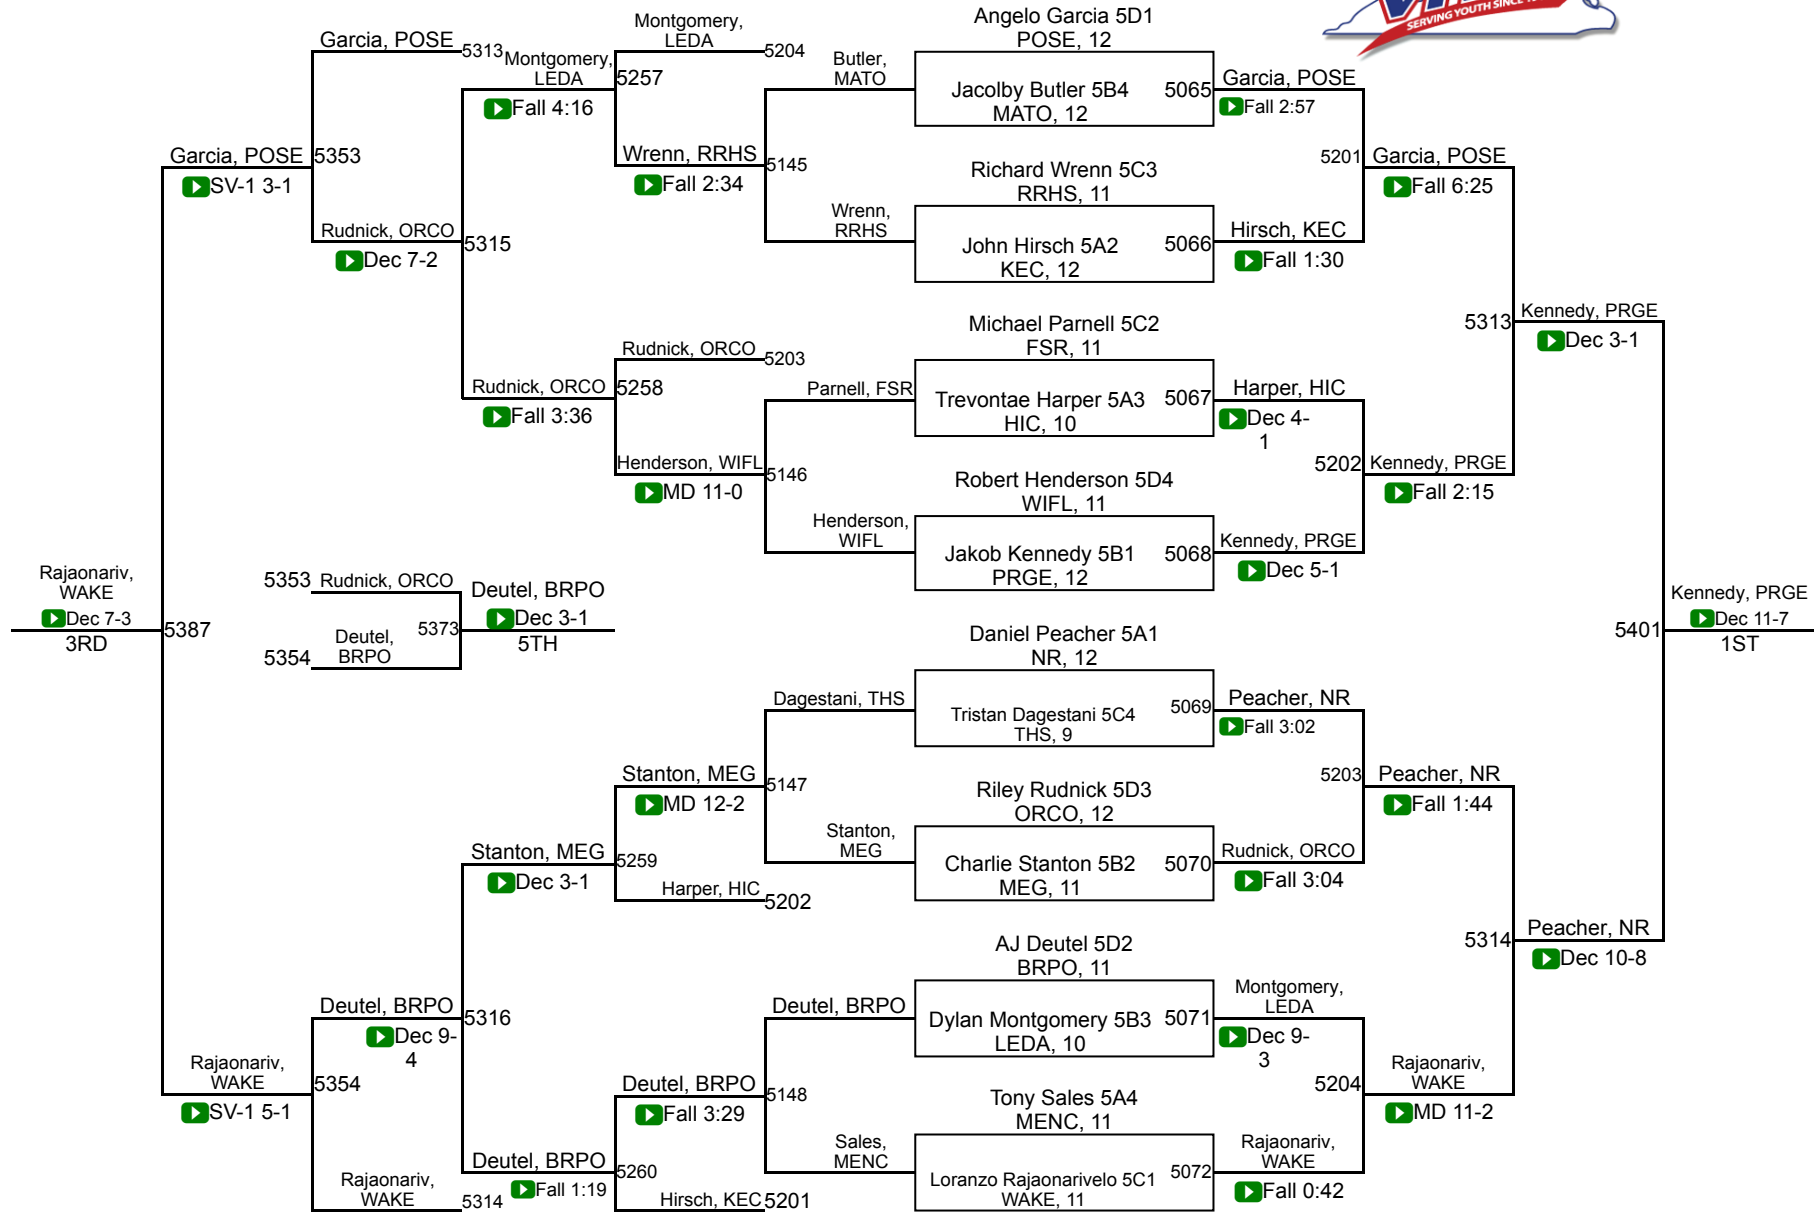 SERVING YOUTH SINCE
Garcia, POSE
5313
Montgomery,
LEDA
Fall 4:16
Montgomery,
LEDA
5204
5257
Wrenn, RRHS
Fall 2:34
Butler,
MATO
5145
Wrenn,
RRHS
Angelo Garcia 5D1
POSE, 12
Jacolby Butler 5B4
MATO, 12
5065
Garcia, POSE
Fall 2:57
Richard Wrenn 5C3
RRHS, 11
John Hirsch 5A2
KEC, 12
5066
Hirsch, KEC
Fall 1:30
5201
Garcia, POSE
Fall 6:25
Garcia, POSE
SV-1 3-1
5353
Rudnick, ORCO
Dec 7-2
5315
Rudnick, ORCO
Fall 3:36
Rudnick, ORCO
5203
5258
Henderson, WIFL
MD 11-0
Parnell, FSR
5146
Henderson,
WIFL
Michael Parnell 5C2
FSR, 11
Trevontae Harper 5A3
HIC, 10
5067
Harper, HIC
Dec 4-
1
Robert Henderson 5D4
WIFL, 11
Jakob Kennedy 5B1
PRGE, 12
5068
Kennedy, PRGE
Dec 5-1
5202
Kennedy, PRGE
Fall 2:15
5313
Kennedy, PRGE
Dec 3-1
Rajaonariv,
WAKE
Dec 7-3
3RD
5387
5353
Rudnick, ORCO
5354
Deutel,
BRPO
5373
Deutel, BRPO
Dec 3-1
5TH
5401
Kennedy, PRGE
Dec 11-7
1ST
Daniel Peacher 5A1
NR, 12
Tristan Dagestani 5C4
THS, 9
5069
Peacher, NR
Fall 3:02
Dagestani, THS
Stanton, MEG
MD 12-2
5147
Stanton,
MEG
Riley Rudnick 5D3
ORCO, 12
Charlie Stanton 5B2
MEG, 11
5070
Rudnick, ORCO
Fall 3:04
5203
Peacher, NR
Fall 1:44
Stanton, MEG
Dec 3-1
5259
Harper, HIC
5202
5314
Peacher, NR
Dec 10-8
AJ Deutel 5D2
BRPO, 11
Dylan Montgomery 5B3
LEDA, 10
5071
Montgomery,
LEDA
Dec 9-
3
Deutel, BRPO
Dec 9-
4
5316
Deutel, BRPO
Rajaonariv,
WAKE
SV-1 5-1
5354
Deutel, BRPO
Fall 3:29
5148
Sales,
MENC
Tony Sales 5A4
MENC, 11
Loranzo Rajaonarivelo 5C1
WAKE, 11
5072
Rajaonariv,
WAKE
Fall 0:42
5204
Rajaonariv,
WAKE
MD 11-2
Rajaonariv,
WAKE
5314
Deutel, BRPO
Fall 1:19
5260
Hirsch, KEC
5201